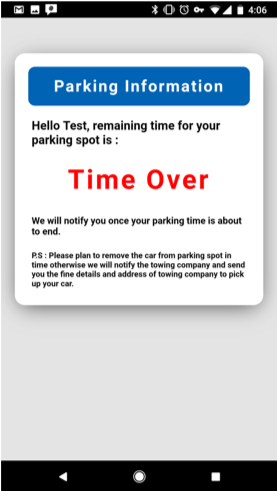 4:06
Parking Information
Hello Test, remaining time for your
parking spot is :
Time Over
We will notify you once your parking time is about
to end.
P.S : Please plan to remove the car from parking spot in
time otherwise we will notify the towing company and send
you the fine details and address of towing company to pick
up your car.